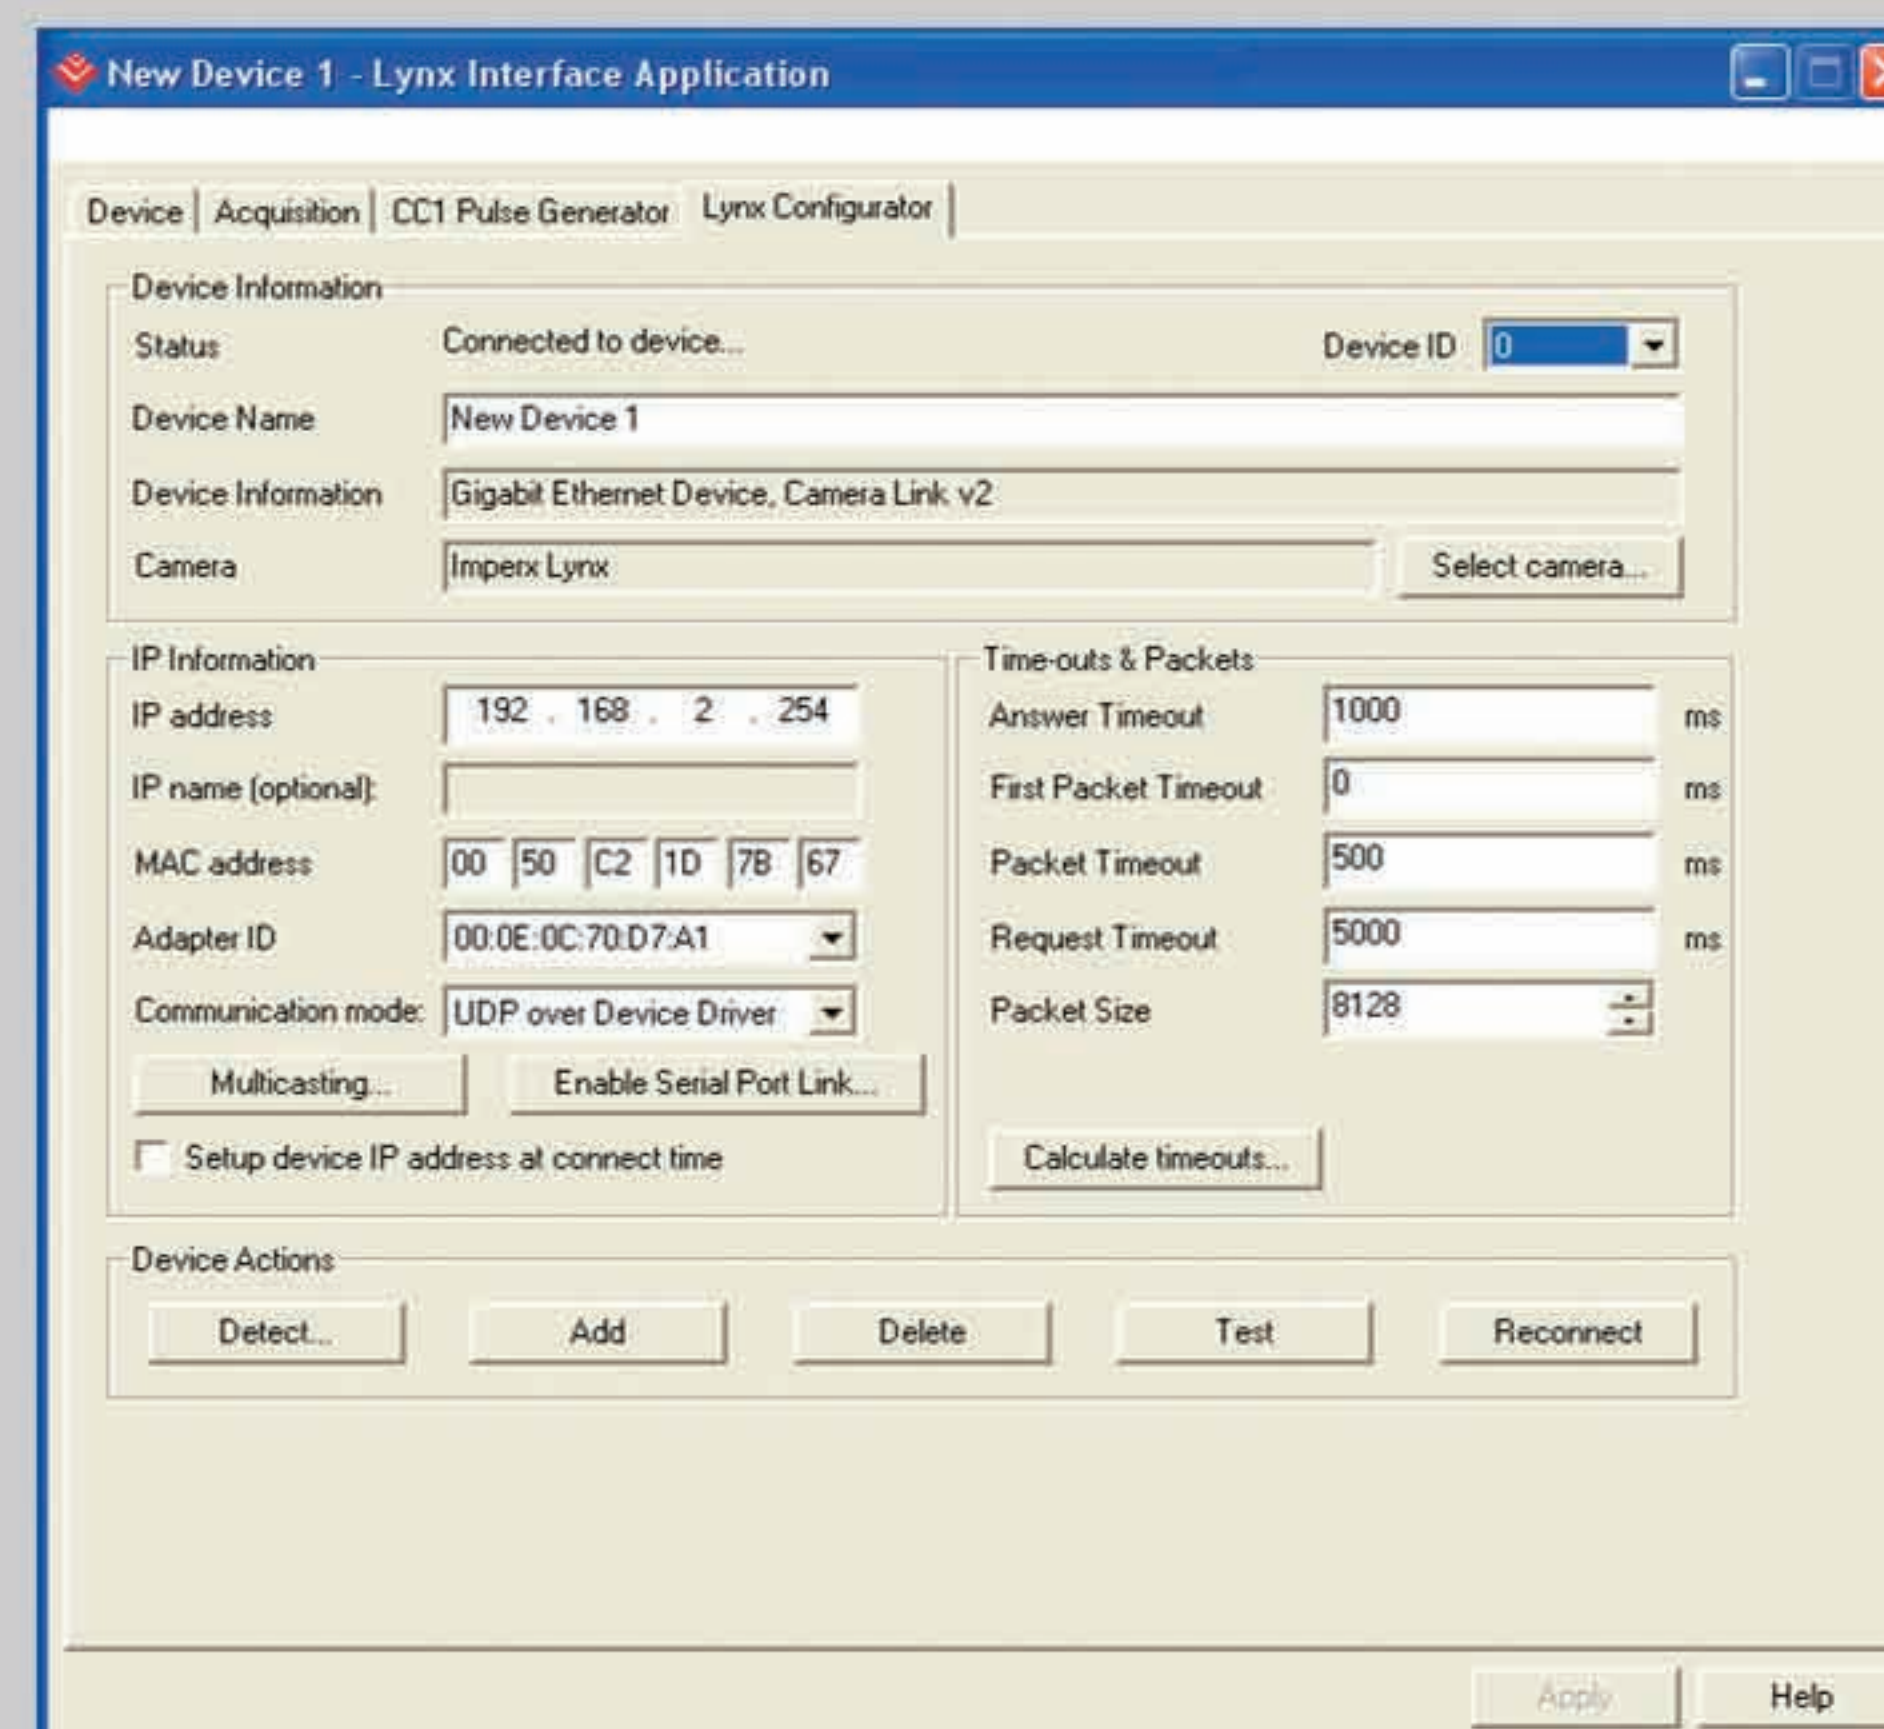 New Device 1 - Lynx Interface Application
Device Acquisition CC1 Pulse Generator Lynx Configurator
Device Information
Status Connected to device... Device ID 0
Device Name New Device 1
Device Information Gigabit Ethernet Device, Camera Link v2
Camera Imperx Lynx Select camera...
IP Information
IP address 192 . 168 . 2 . 254
IP name (optional):
MAC address 00 50 C2 1D 7B 67
Adapter ID 00:0E:0C:70:D7:A1
Communication mode: UDP over Device Driver
Multicasting... Enable Serial Port Link...
Setup device IP address at connect time
Time-outs & Packets
Answer Timeout 1000 ms
First Packet Timeout 0 ms
Packet Timeout 500 ms
Request Timeout 5000 ms
Packet Size 8128
Calculate timeouts...
Device Actions
Detect... Add Delete Test Reconnect
Apply Help